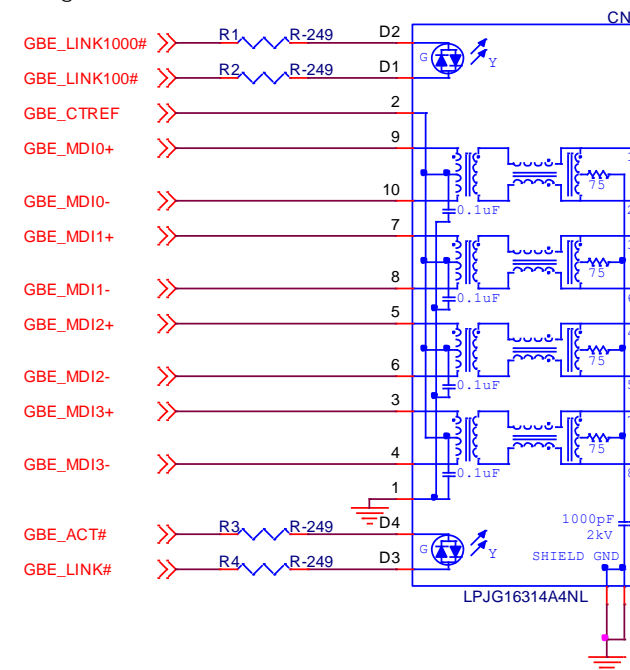 CN
GBE_LINK1000# R1 R-249 D2
G Y
GBE_LINK100# R2 R-249 D1
GBE_CTREF 2
GBE_MDI0+ 9
75
GBE_MDI0- 10
0.1uF
GBE_MDI1+ 7
75
GBE_MDI1- 8
0.1uF
GBE_MDI2+ 5
75
GBE_MDI2- 6
0.1uF
GBE_MDI3+ 3
75
GBE_MDI3- 4
0.1uF
1
1000pF
2kV
GBE_ACT# R3 R-249 D4
G Y
SHIELD GND
GBE_LINK# R4 R-249 D3
LPJG16314A4NL